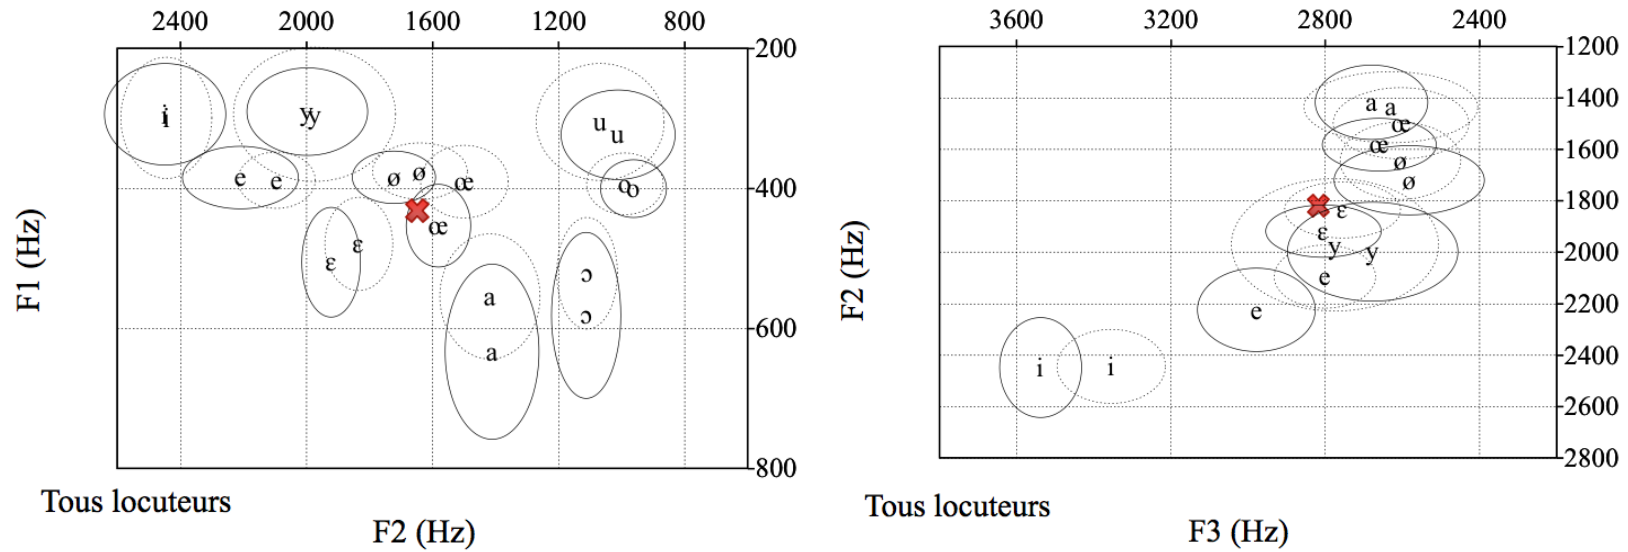 2400 2000 1600 1200 800
200
400
600
800
i i y y u u
e e ø ø œ o o
œ
ɛ ɛ
a ɔ
a ɔ
F1 (Hz)
Tous locuteurs
F2 (Hz)
3600 3200 2800 2400
1200
1400
1600
1800
2000
2200
2400
2600
2800
a a
œ
œ
ø
ø
ɛ
ɛ
y y
e
e
i i
F2 (Hz)
Tous locuteurs
F3 (Hz)